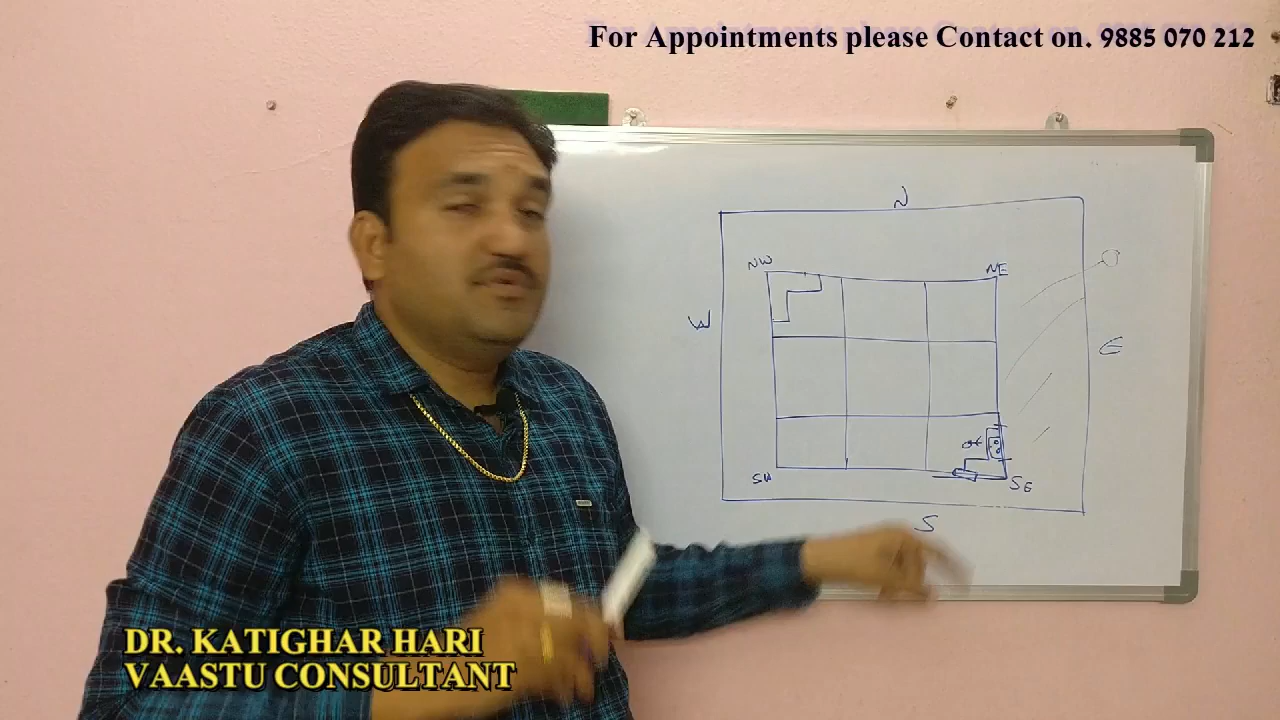 For Appointments please Contact on. 9885 070 212
N
NW
NE
W
E
SW
SE
S
DR. KATIGHAR HARI
VAASTU CONSULTANT